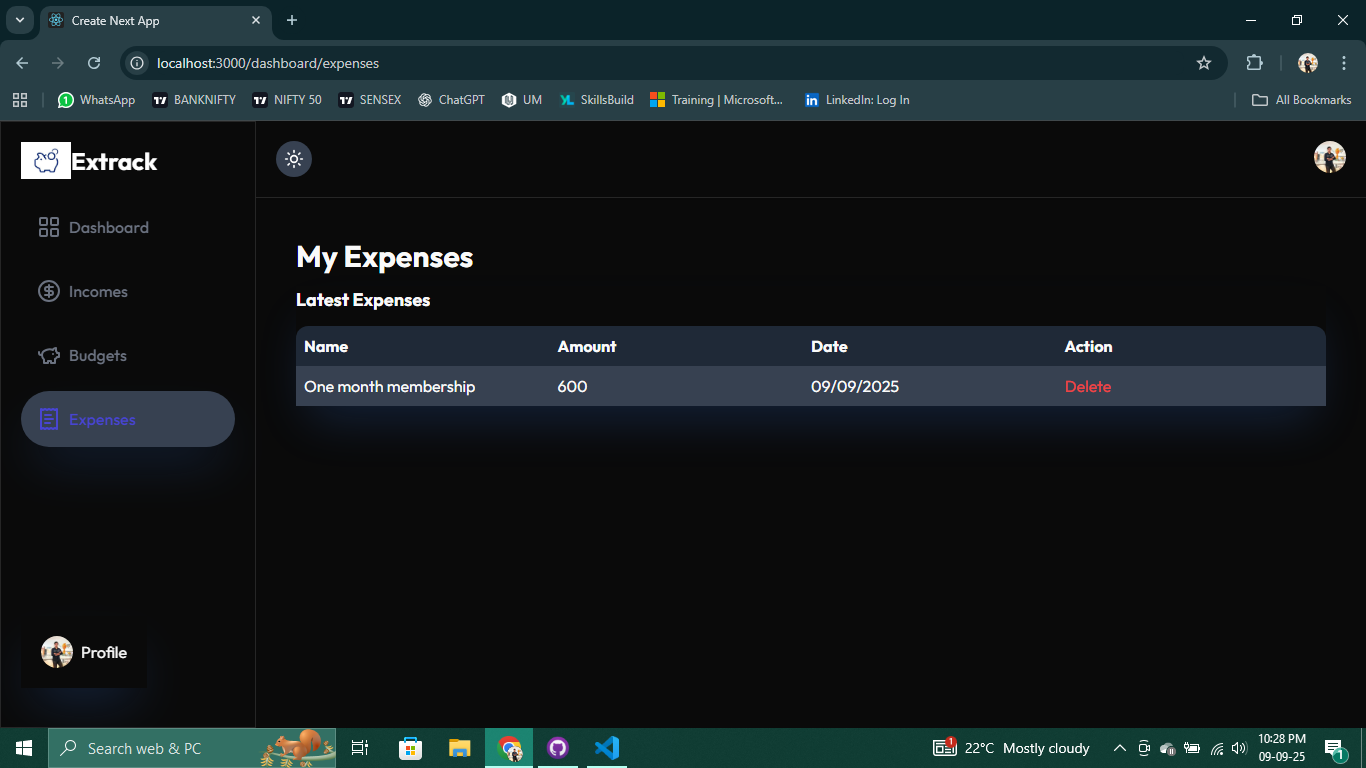 Create Next App
localhost:3000/dashboard/expenses
WhatsApp BANKNIFTY NIFTY 50 SENSEX ChatGPT UM SkillsBuild Training | Microsoft... LinkedIn: Log In All Bookmarks
Extrack
Dashboard
Incomes
Budgets
Expenses
Profile
My Expenses
Latest Expenses
Name Amount Date Action
One month membership 600 09/09/2025 Delete
Search web & PC
1
22°C Mostly cloudy
10:28 PM
09-09-25
1